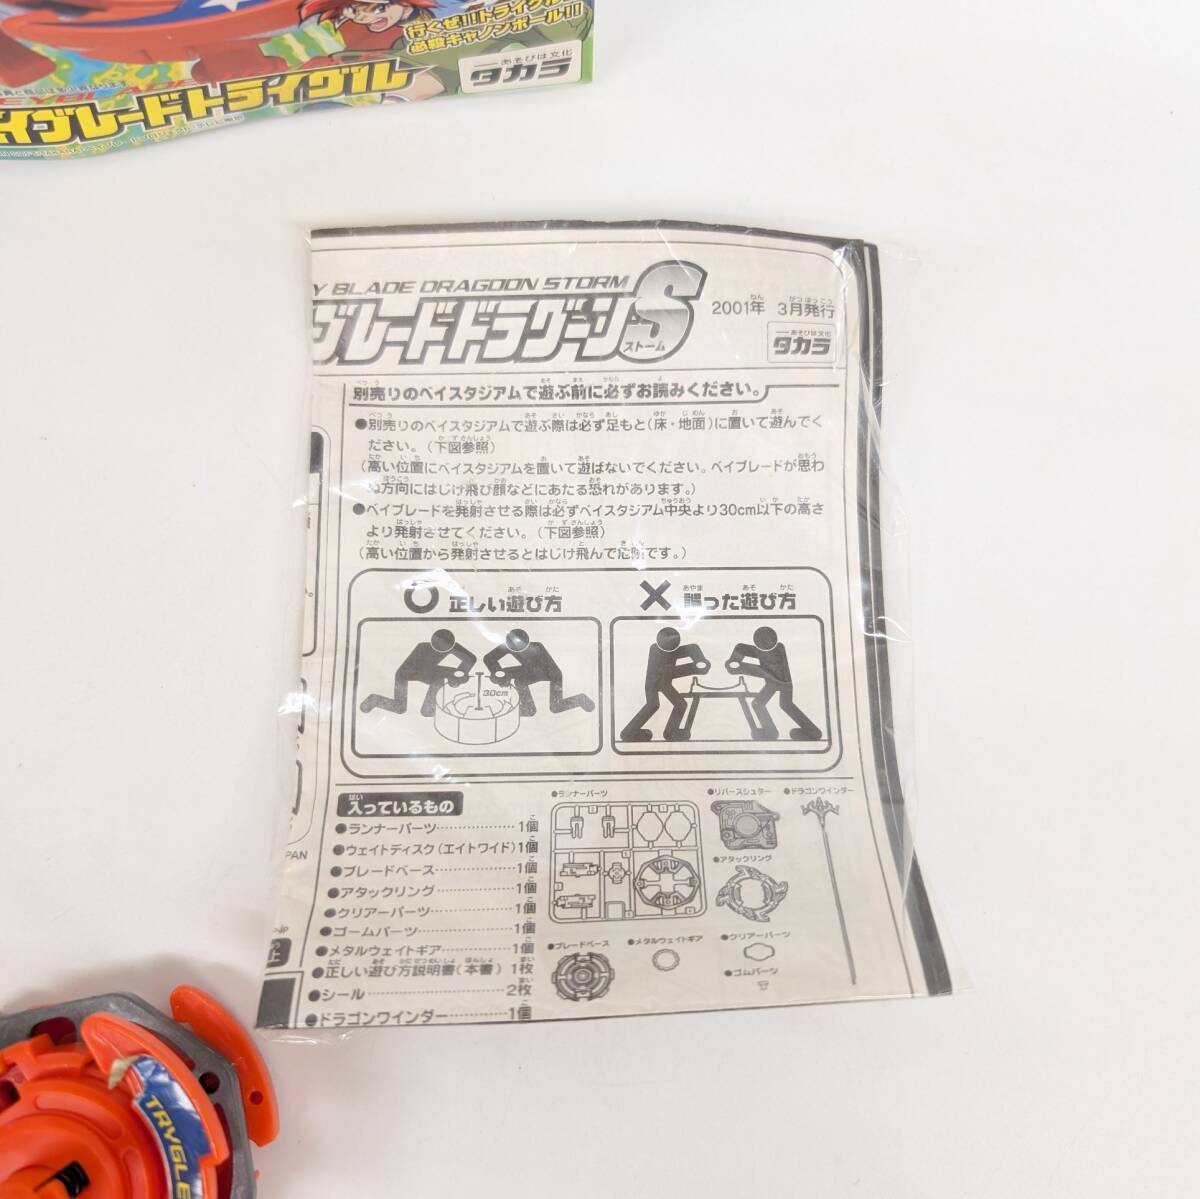 行くぜ!!トライグル!!
必殺キャノンボール!!
あそびは文化
タカラ
EYBLADE
イブレードトライグル
Y BLADE DRAGOON STORM
ブレードドラグーンS
ストーム
2001年 3月発行
あそびは文化
タカラ
別売りのベイスタジアムで遊ぶ前に必ずお読みください。
●別売りのベイスタジアムで遊ぶ際は必ず足もと(床・地面)に置いて遊んでく
ださい。(下図参照)
(高い位置にベイスタジアムを置いて遊ばないでください。ベイブレードが思わ
ぬ方向にはじけ飛び顔などにあたる恐れがあります。)
●ベイブレードを発射させる際は必ずベイスタジアム中央より30cm以下の高さ
より発射させてください。(下図参照)
(高い位置から発射させるとはじけ飛んで危険です。)
正しい遊び方
誤った遊び方
30cm
入っているもの
●ランナーパーツ………………1個
●ウェイトディスク(エイトワイド)1個
●ブレードベース………………1個
●アタックリング………………1個
●クリアーパーツ………………1個
●ゴームパーツ…………………1個
●メタルウェイトギア…………1個
●正しい遊び方説明書(本書)1枚
●シール…………………………2枚
●ドラゴンワインダー…………1個
●ランナーパーツ
●リバースシューター
●ドラゴンワインダー
●アタックリング
●ブレードベース
●メタルウェイトギア
●クリアーパーツ
●ゴムパーツ
PAN
TRYGLE